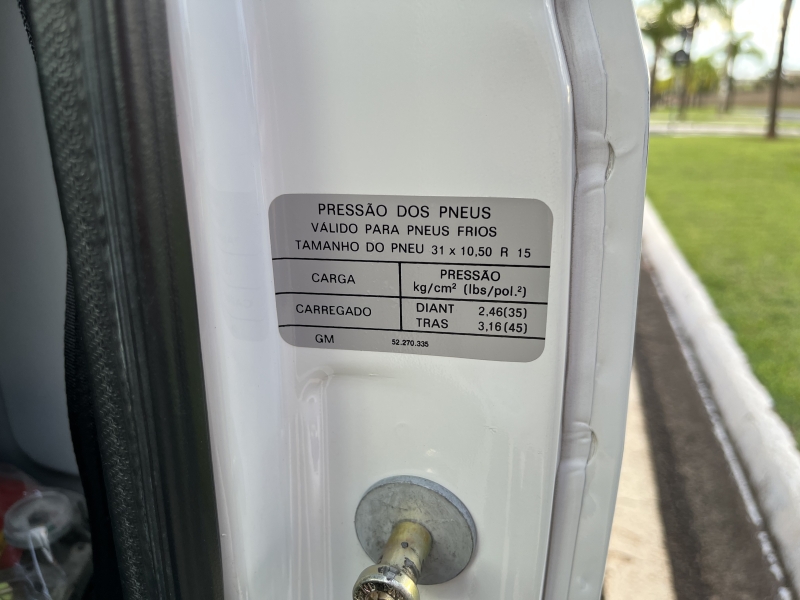 PRESSÃO DOS PNEUS
VÁLIDO PARA PNEUS FRIOS
TAMANHO DO PNEU 31 x 10,50 R 15
CARGA PRESSÃO
kg/cm² (lbs/pol.²)
CARREGADO DIANT 2,46(35)
TRAS 3,16(45)
GM 52.270.335